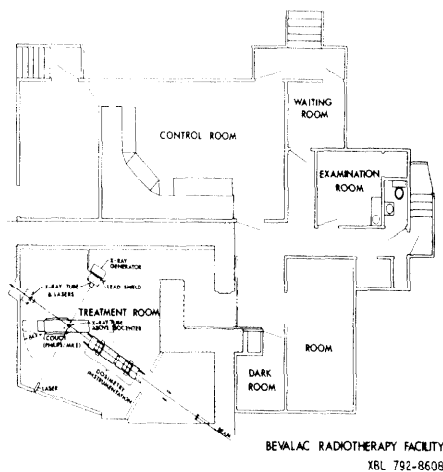 WAITING
ROOM
CONTROL ROOM
EXAMINATION
ROOM
X-RAY
GENERATOR
X-RAY TUBE
& LASERS
LEAD SHIELD
TREATMENT ROOM
X-RAY TUBE
ABOVE ISOCENTER
COUCH
(PHILIPS/MK I)
DOSIMETRY
INSTRUMENTATION
LASER
BEAM
DARK
ROOM
ROOM
BEVALAC RADIOTHERAPY FACILITY
XBL 792-8608